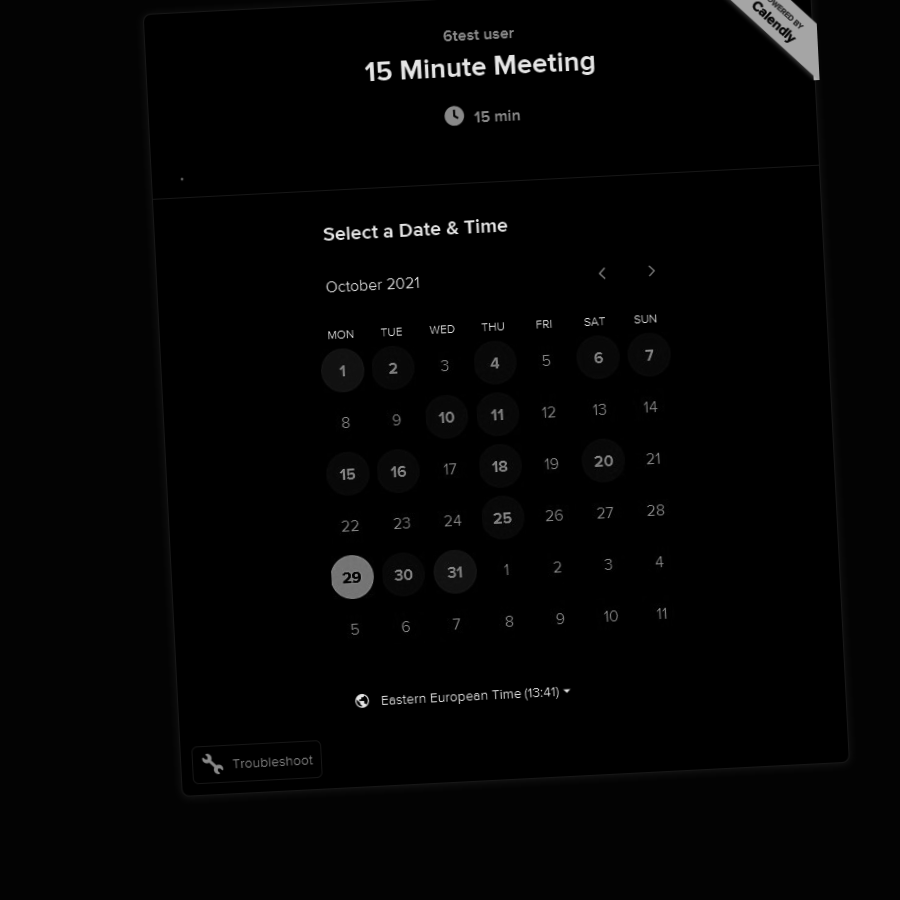 POWERED BY
Calendly
6test user
15 Minute Meeting
15 min
Select a Date & Time
October 2021
MON TUE WED THU FRI SAT SUN
1 2 3 4 5 6 7
8 9 10 11 12 13 14
15 16 17 18 19 20 21
22 23 24 25 26 27 28
29 30 31 1 2 3 4
5 6 7 8 9 10 11
Eastern European Time (13:41)
Troubleshoot